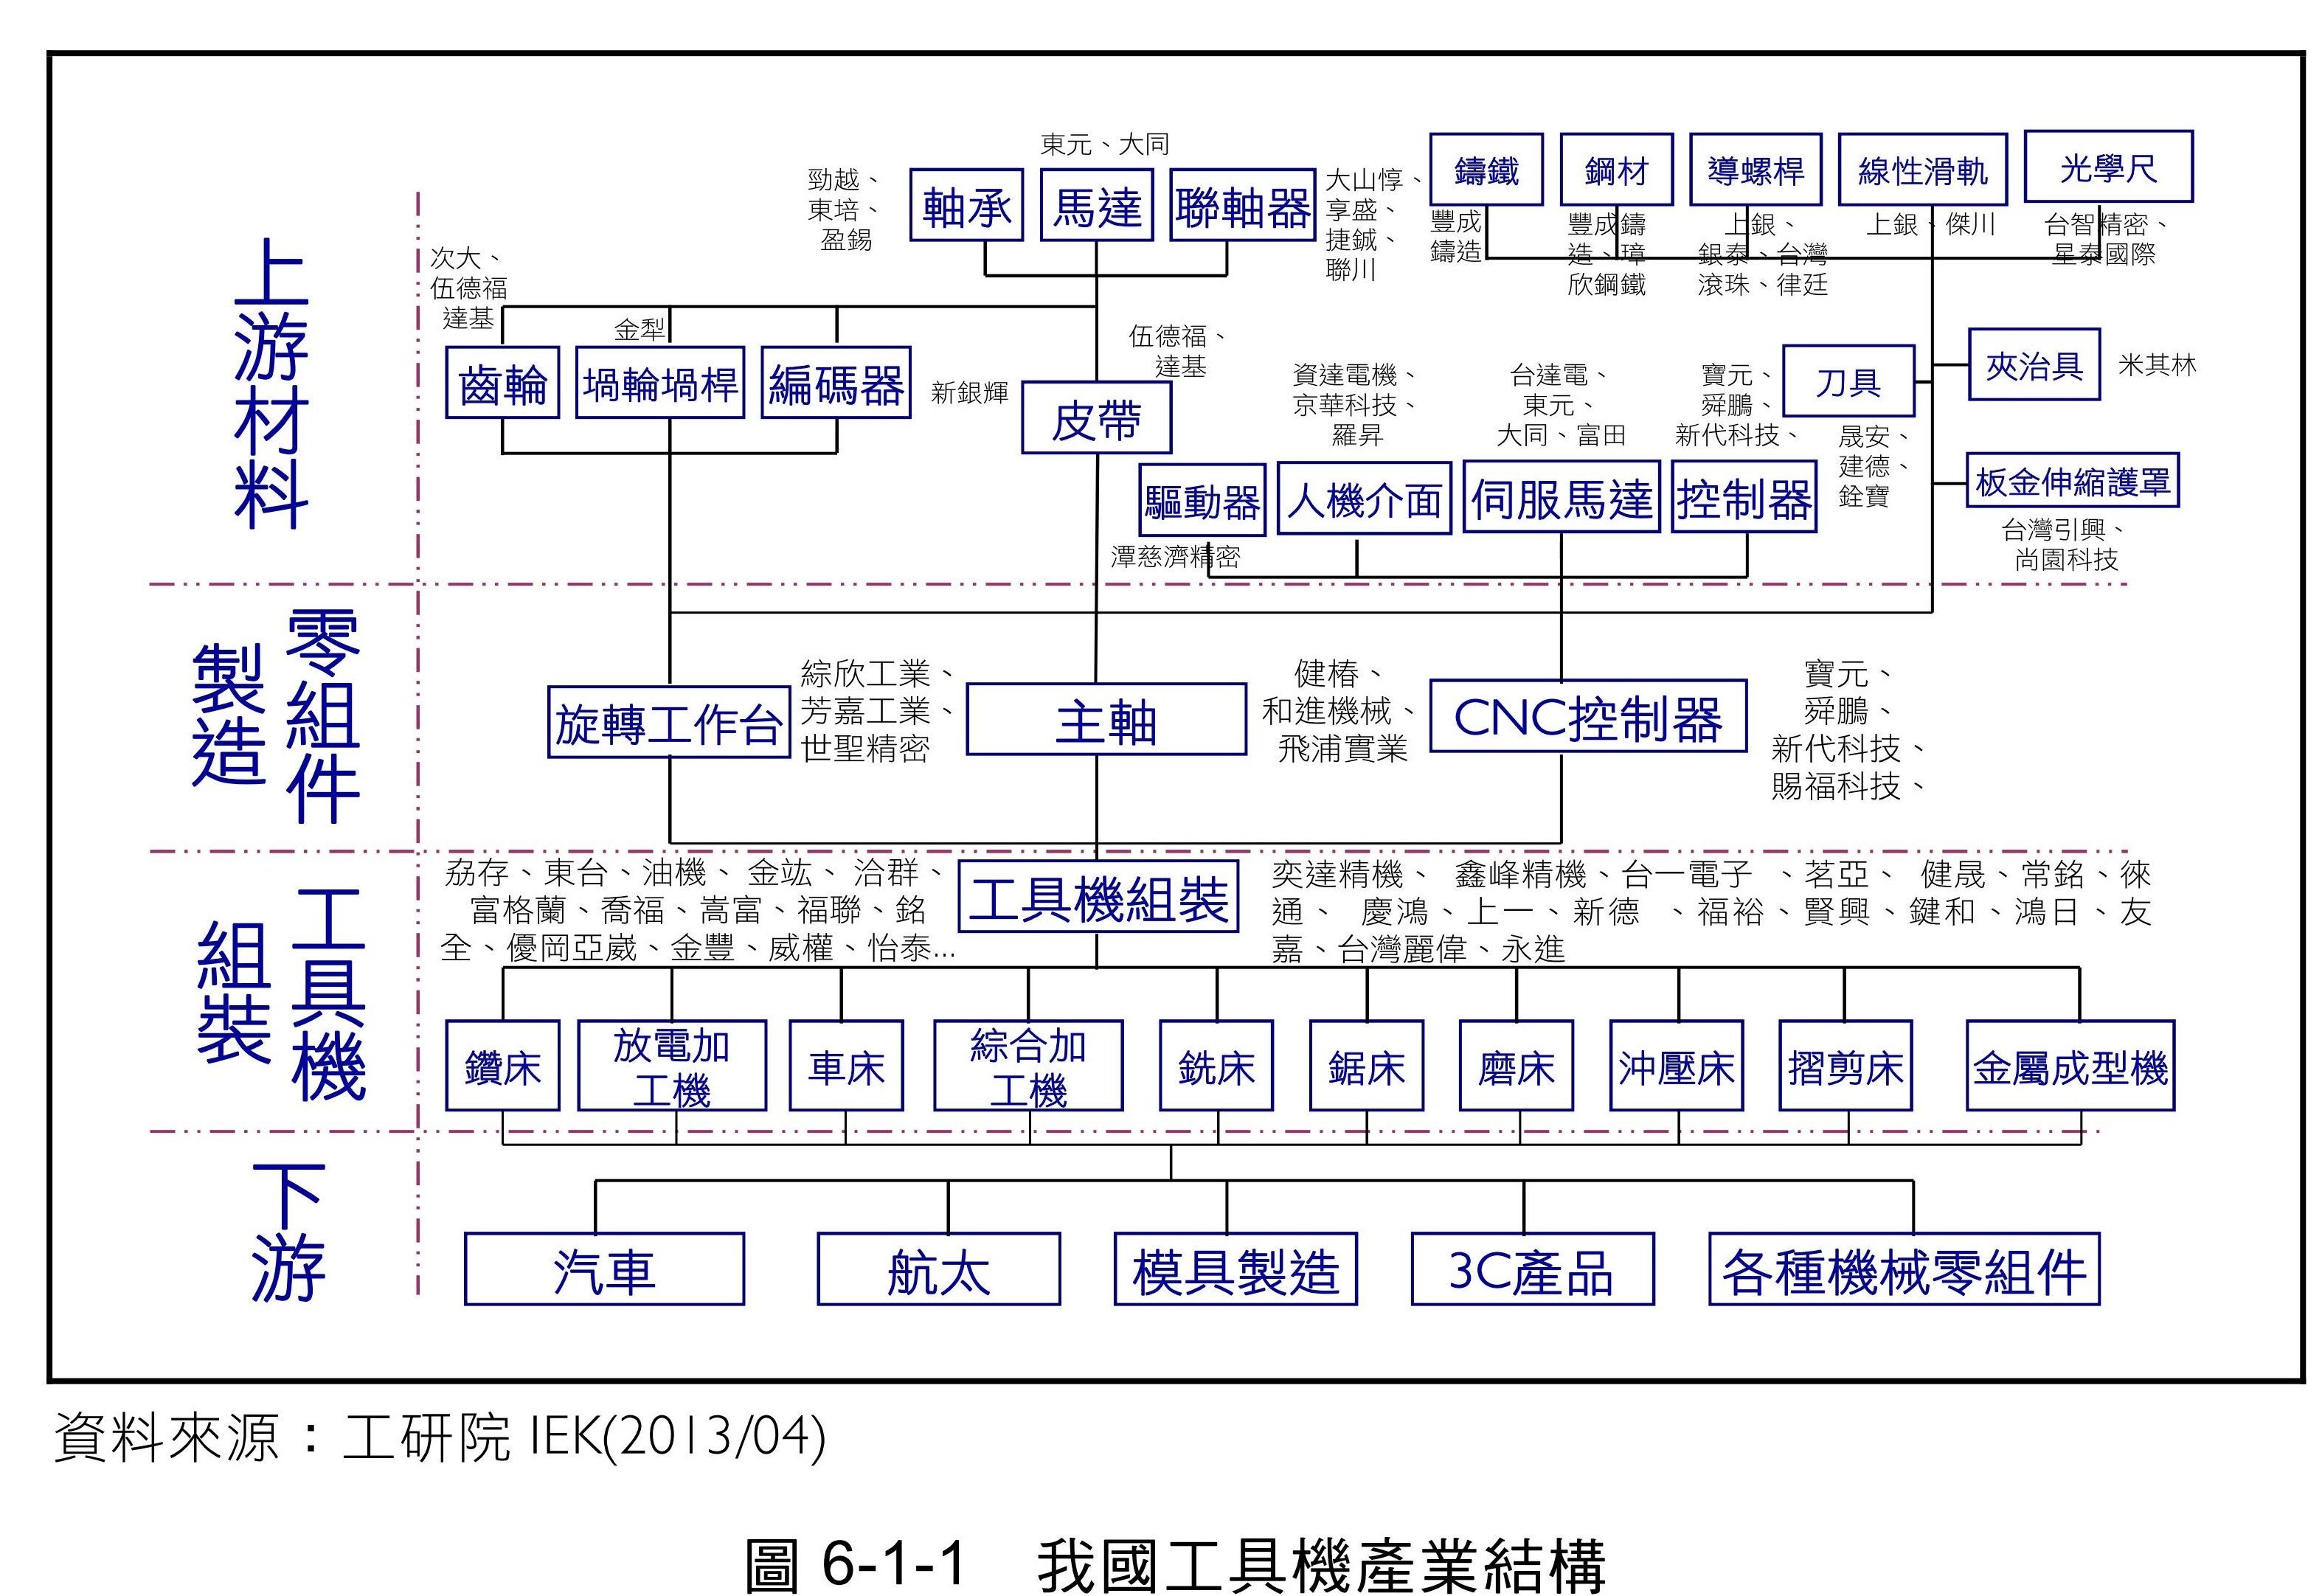 上游材料
東元、大同
勁越、
東培、
盈錫
軸承
馬達
聯軸器
大山惇、
享盛、
捷鋮、
聯川
鑄鐵
鋼材
導螺桿
線性滑軌
光學尺
豐成
鑄造
豐成鑄
造、璋
欣鋼鐵
上銀、
銀泰、台灣
滾珠、律廷
上銀、傑川
台智精密、
星泰國際
次大、
伍德福
達基
金犁
齒輪
堝輪堝桿
編碼器
新銀輝
伍德福、
達基
皮帶
資達電機、
京華科技、
羅昇
台達電、
東元、
大同、富田
寶元、
舜鵬、
新代科技、
刀具
夾治具
米其林
晟安、
建德、
銓寶
驅動器
人機介面
伺服馬達
控制器
板金伸縮護罩
潭慈濟精密
台灣引興、
尚園科技
零組件
製造
旋轉工作台
綜欣工業、
芳嘉工業、
世聖精密
主軸
健椿、
和進機械、
飛浦實業
CNC控制器
寶元、
舜鵬、
新代科技、
賜福科技、
工具機
組裝
荔存、東台、油機、 金竑、 洽群、
富格蘭、喬福、嵩富、福聯、銘
全、優岡亞崴、金豐、威權、怡泰...
工具機組裝
奕達精機、 鑫峰精機、台一電子 、茗亞、 健晟、常銘、徠
通、 慶鴻、上一、新德 、福裕、賢興、鍵和、鴻日、友
嘉、台灣麗偉、永進
鑽床
放電加
工機
車床
綜合加
工機
銑床
鋸床
磨床
沖壓床
摺剪床
金屬成型機
下游
汽車
航太
模具製造
3C產品
各種機械零組件
資料來源：工研院 IEK(2013/04)
圖 6-1-1 我國工具機產業結構